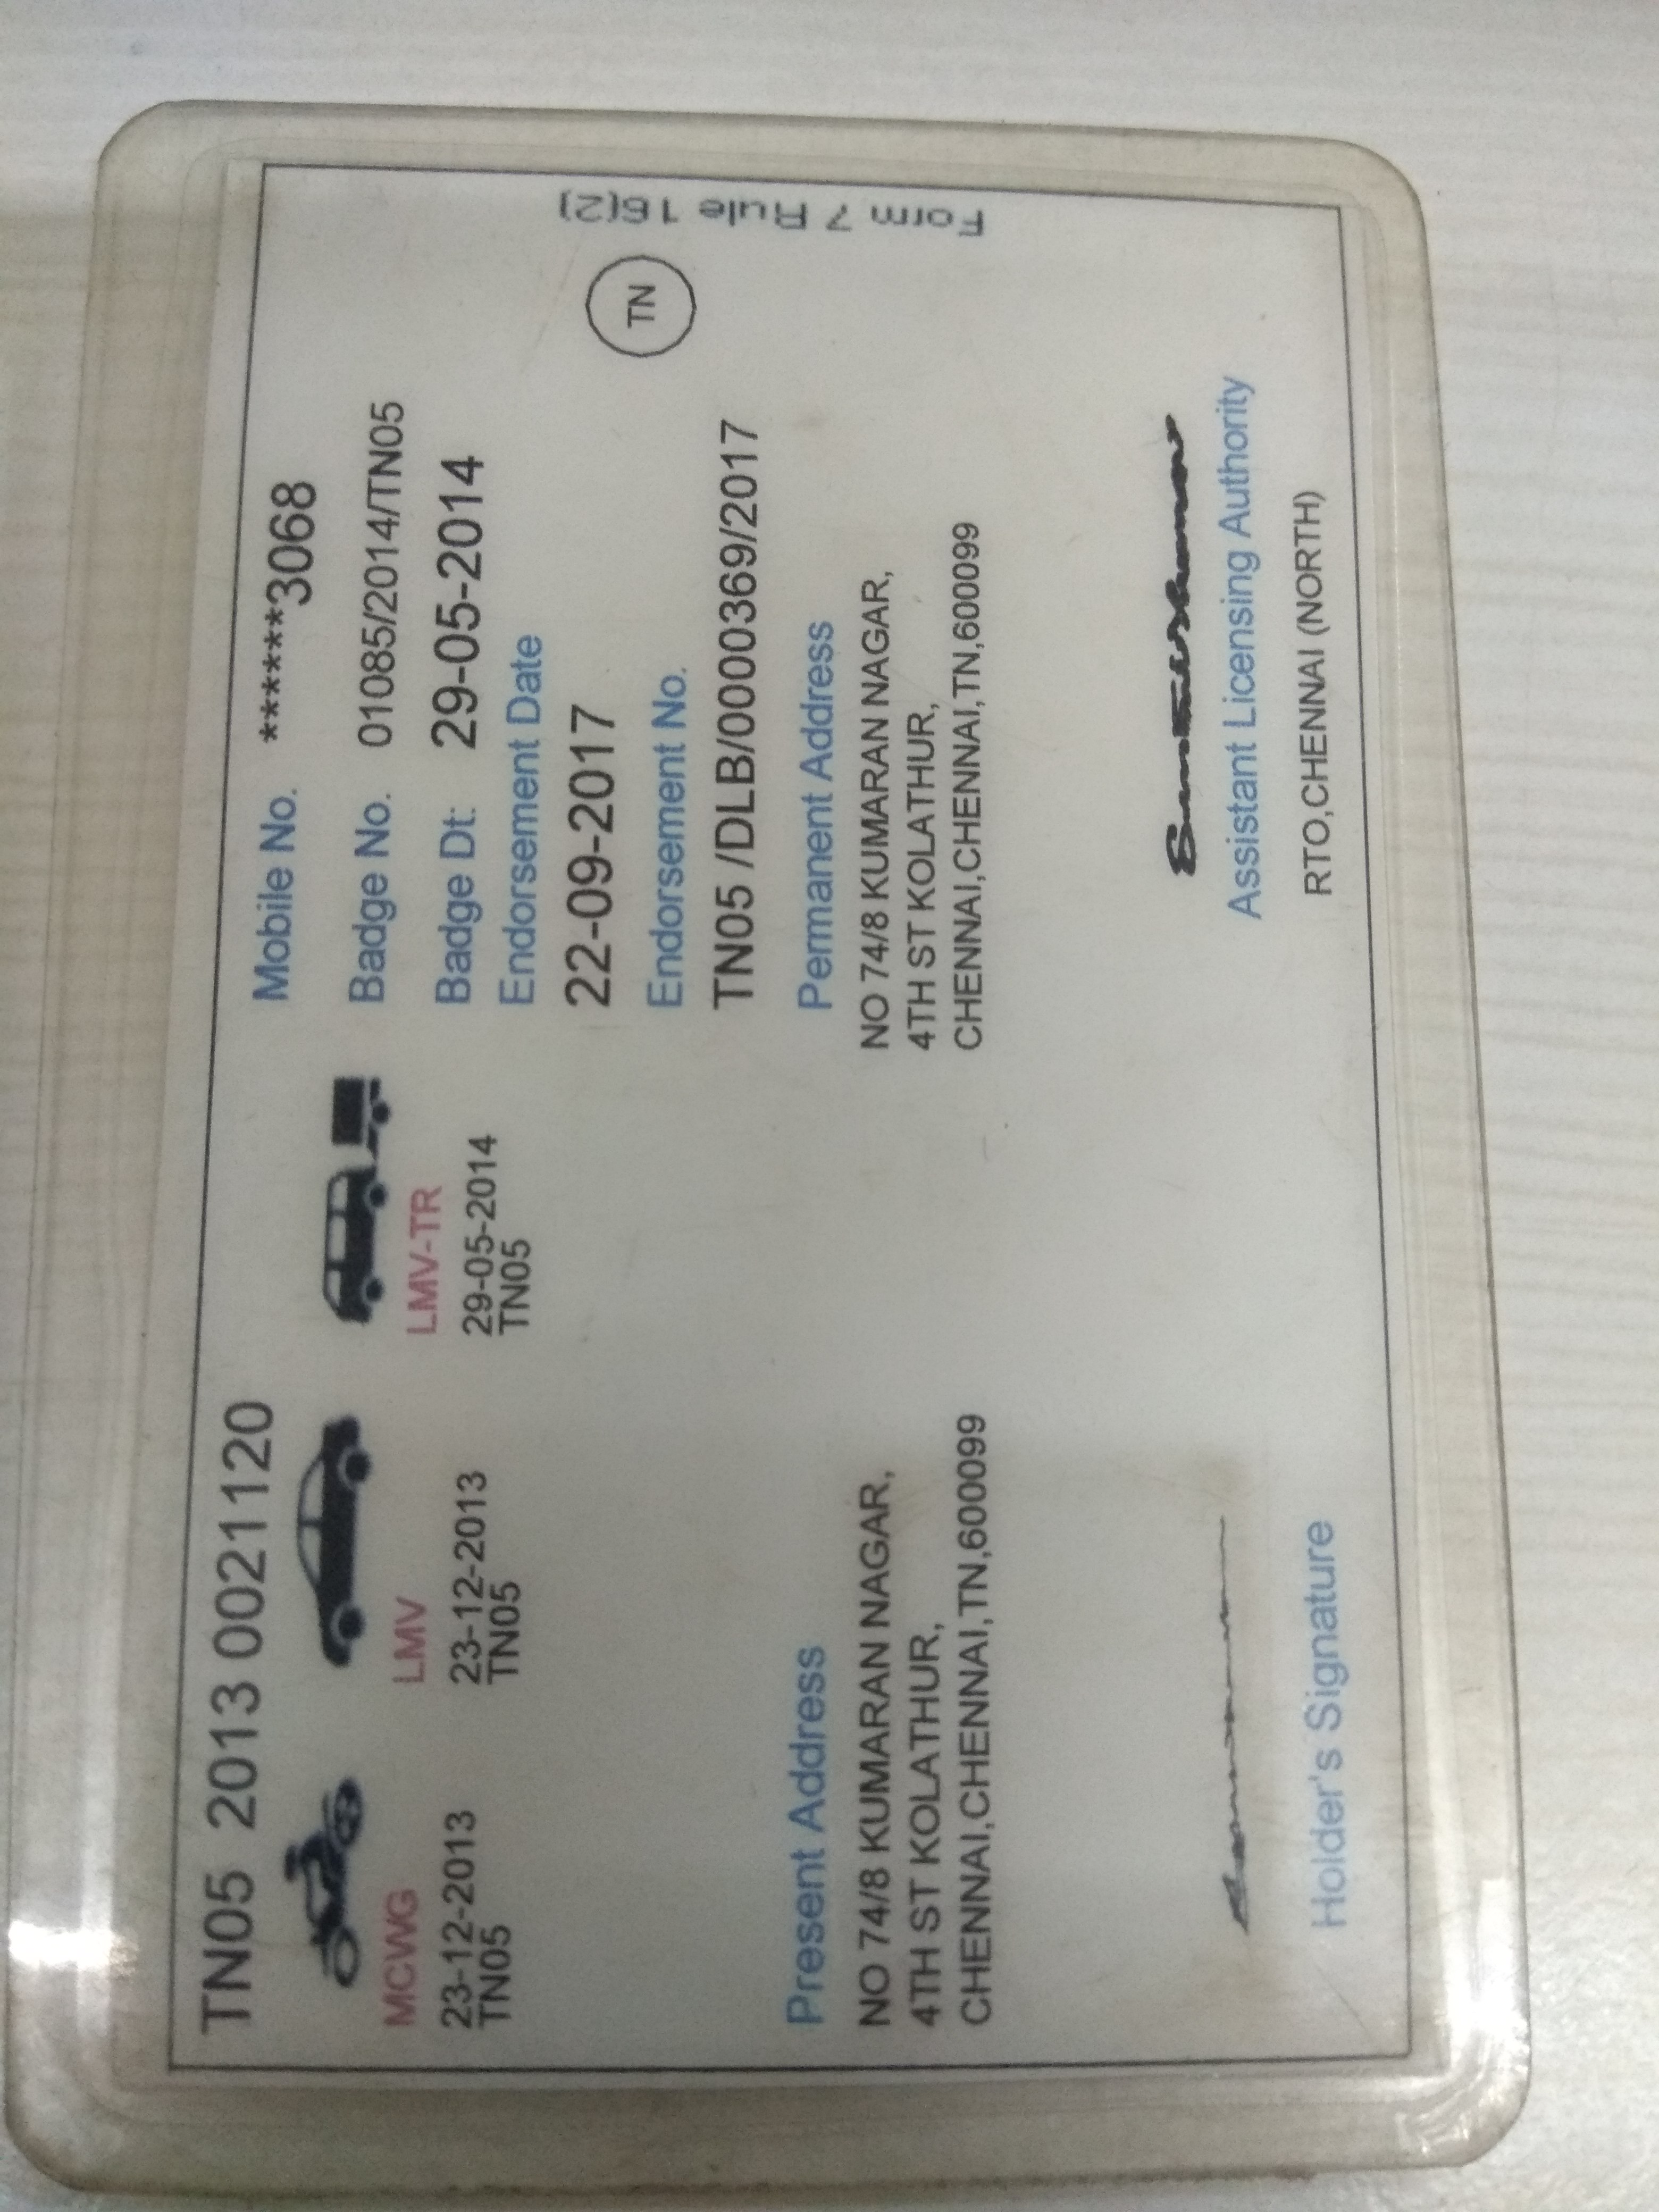 TN05 2013 0021120
MCWG
23-12-2013
TN05
LMV
23-12-2013
TN05
LMV-TR
29-05-2014
TN05
Mobile No. ******3068
Badge No. 01085/2014/TN05
Badge Dt: 29-05-2014
Endorsement Date
22-09-2017
Endorsement No.
TN05 /DLB/0000369/2017
TN
Form 7 Rule 16(2)
Present Address
NO 74/8 KUMARAN NAGAR,
4TH ST KOLATHUR,
CHENNAI,CHENNAI,TN,600099
Permanent Address
NO 74/8 KUMARAN NAGAR,
4TH ST KOLATHUR,
CHENNAI,CHENNAI,TN,600099
Holder's Signature
Assistant Licensing Authority
RTO,CHENNAI (NORTH)